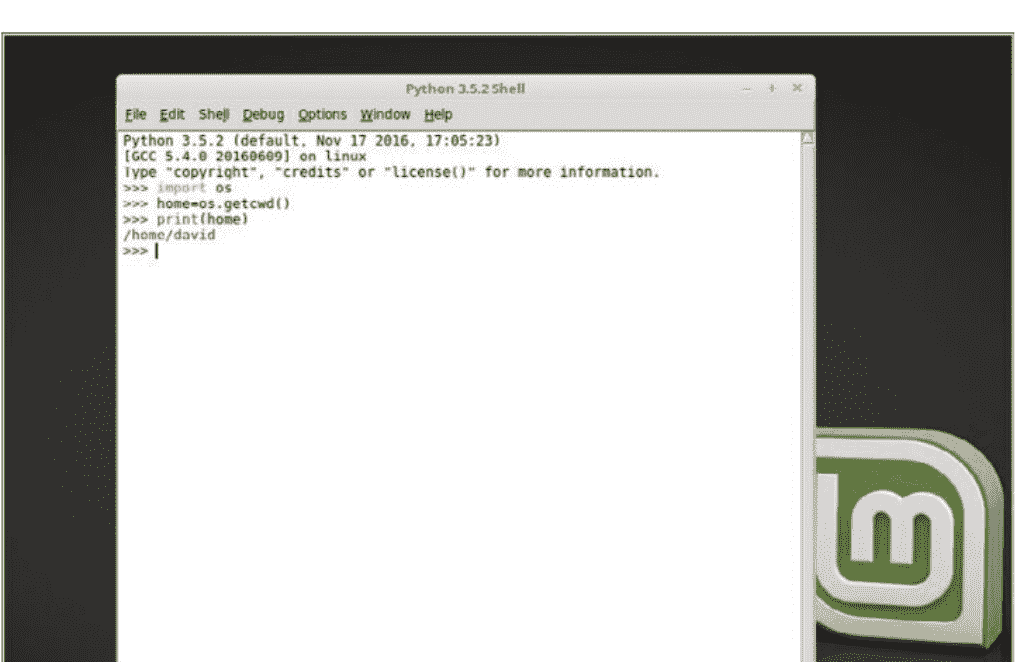 Python 3.5.2 Shell
File Edit Shell Debug Options Window Help
Python 3.5.2 (default, Nov 17 2016, 17:05:23)
[GCC 5.4.0 20160609] on linux
Type "copyright", "credits" or "license()" for more information.
>>> import os
>>> home=os.getcwd()
>>> print(home)
/home/david
>>>